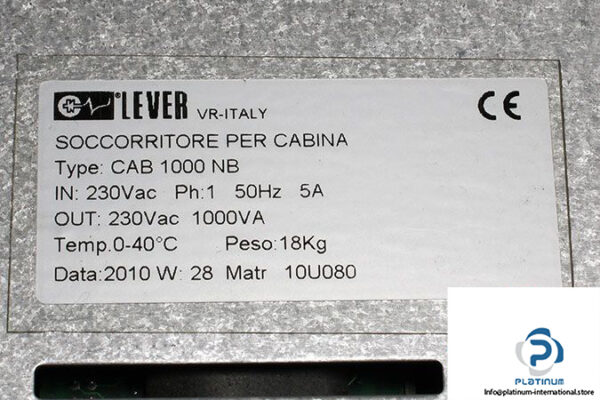 ®LEVER VR-ITALY CE
SOCCORRITORE PER CABINA
Type: CAB 1000 NB
IN: 230Vac Ph:1 50Hz 5A
OUT: 230Vac 1000VA
Temp.0-40°C Peso:18Kg
Data:2010 W: 28 Matr 10U080
PLATINUM
Info@platinum-international.store